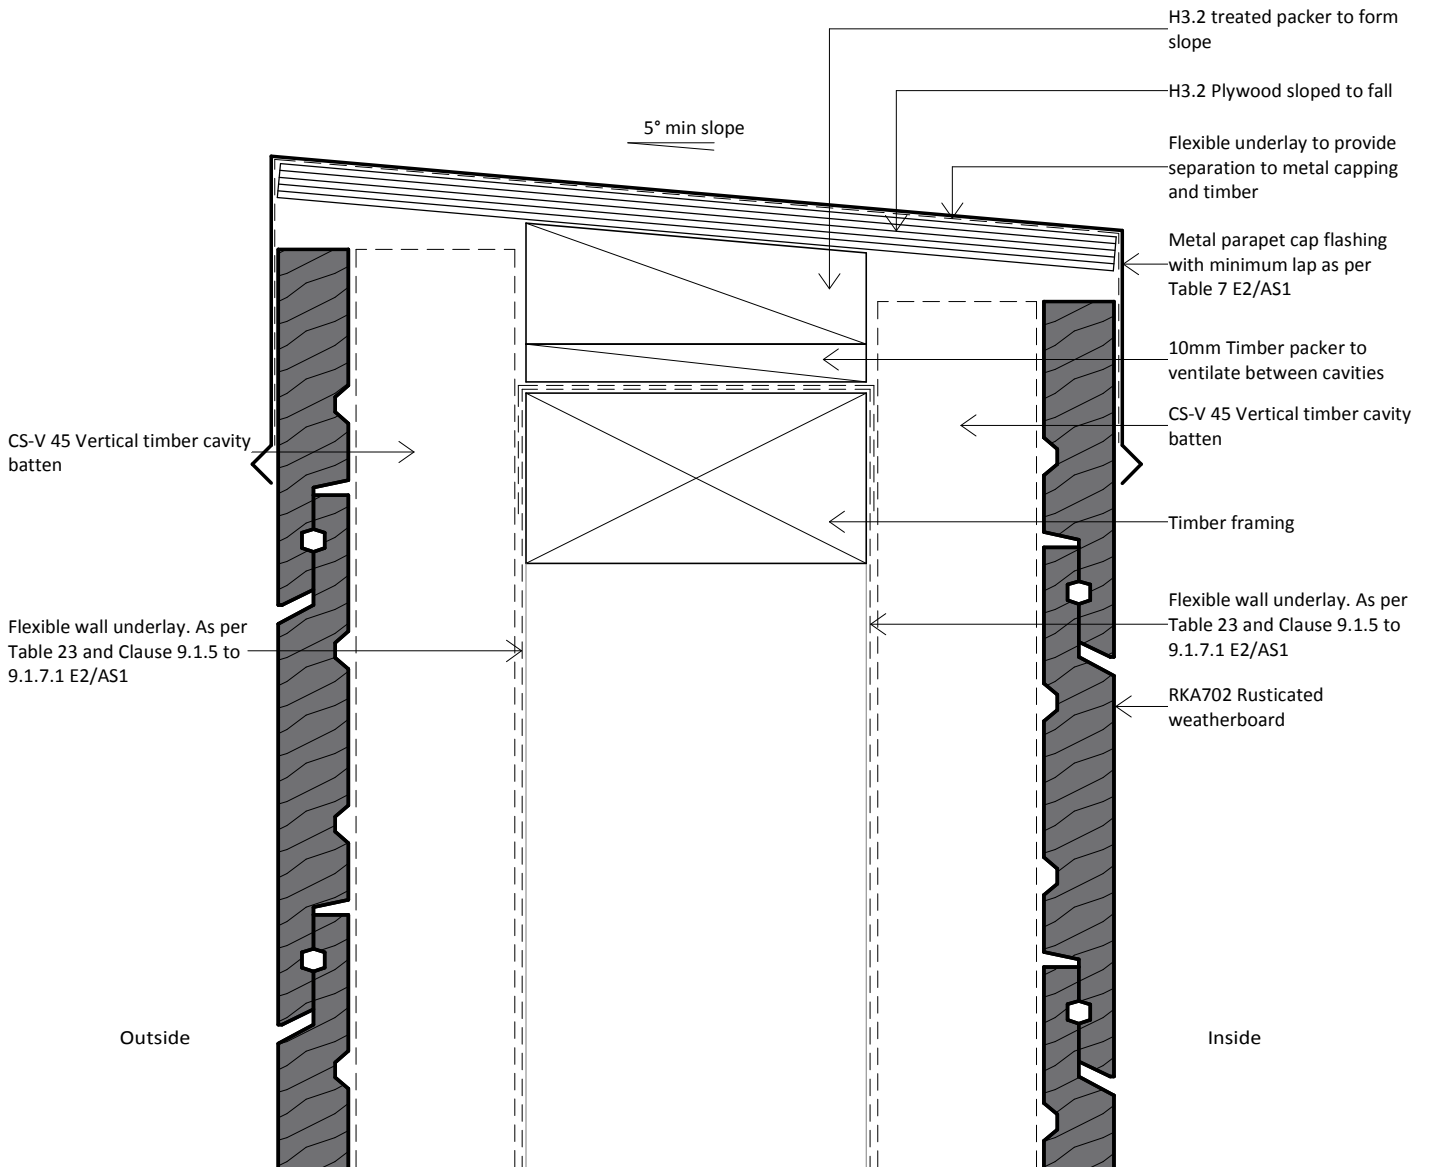 H3.2 treated packer to form
slope
H3.2 Plywood sloped to fall
5° min slope
Flexible underlay to provide
separation to metal capping
and timber
Metal parapet cap flashing
with minimum lap as per
Table 7 E2/AS1
10mm Timber packer to
ventilate between cavities
CS-V 45 Vertical timber cavity
batten
CS-V 45 Vertical timber cavity
batten
Timber framing
Flexible wall underlay. As per
Table 23 and Clause 9.1.5 to
9.1.7.1 E2/AS1
Flexible wall underlay. As per
Table 23 and Clause 9.1.5 to
9.1.7.1 E2/AS1
RKA702 Rusticated
weatherboard
Outside
Inside